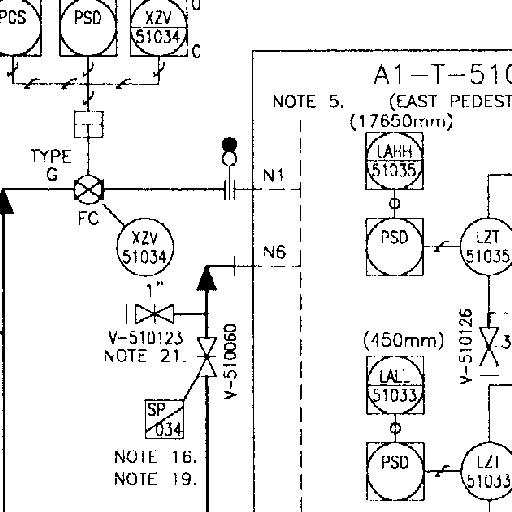 PCS
PSD
XZV
51034
O
C
A1-T-510
NOTE 5.
(EAST PEDEST
(17650mm)
LAHH
51035
TYPE
G
N1
FC
XZV
51034
PSD
LZT
51035
N6
1"
V-510123
NOTE 21.
V-510060
(450mm)
V-510126
3
LALL
51033
SP
034
NOTE 16.
NOTE 19.
PSD
LZT
51033